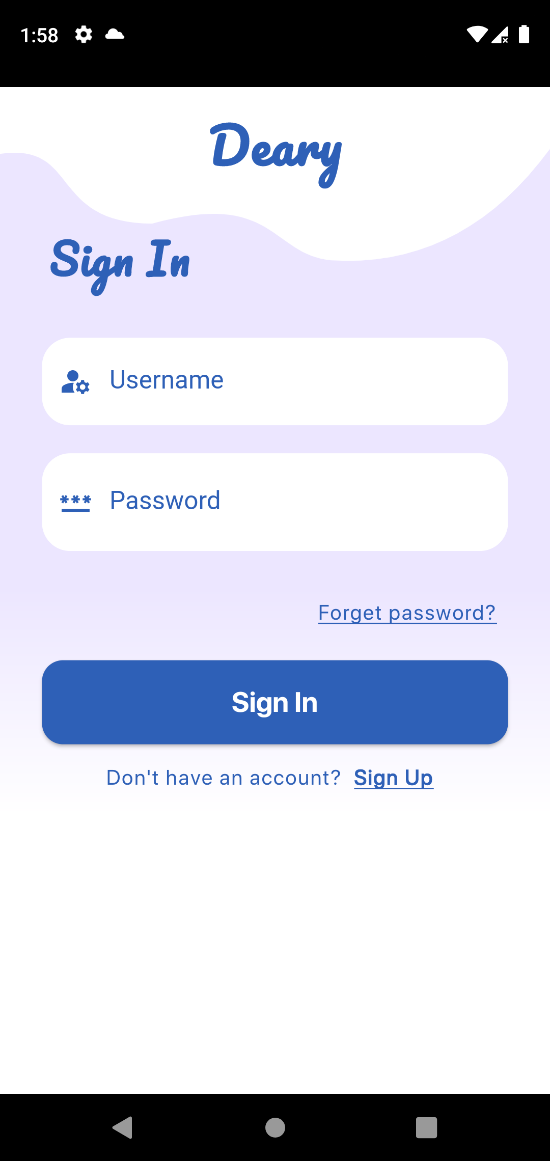 1:58
Deary
Sign In
Username
*** Password
Forget password?
Sign In
Don't have an account? Sign Up